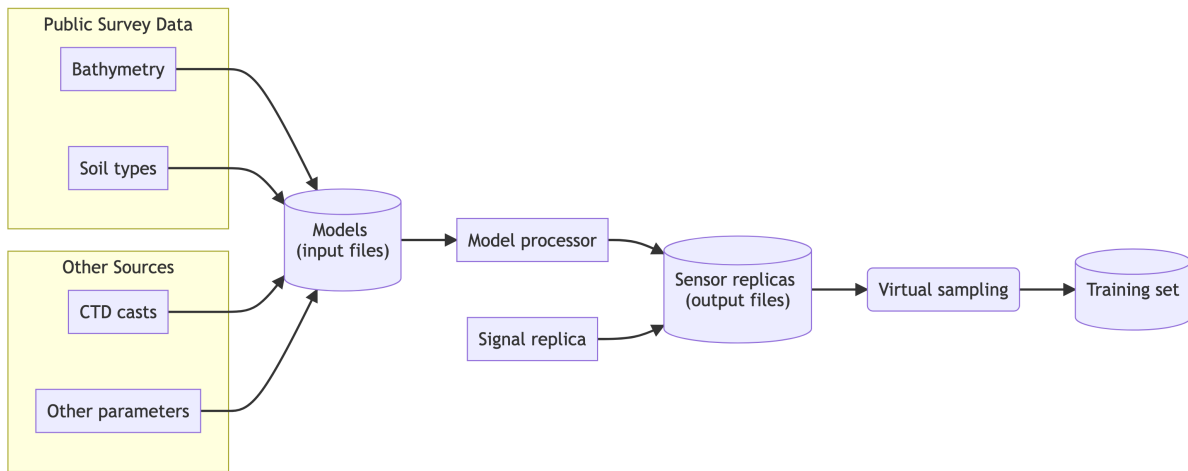 Public Survey Data
Bathymetry
Soil types
Other Sources
CTD casts
Other parameters
Models
(input files)
Model processor
Signal replica
Sensor replicas
(output files)
Virtual sampling
Training set